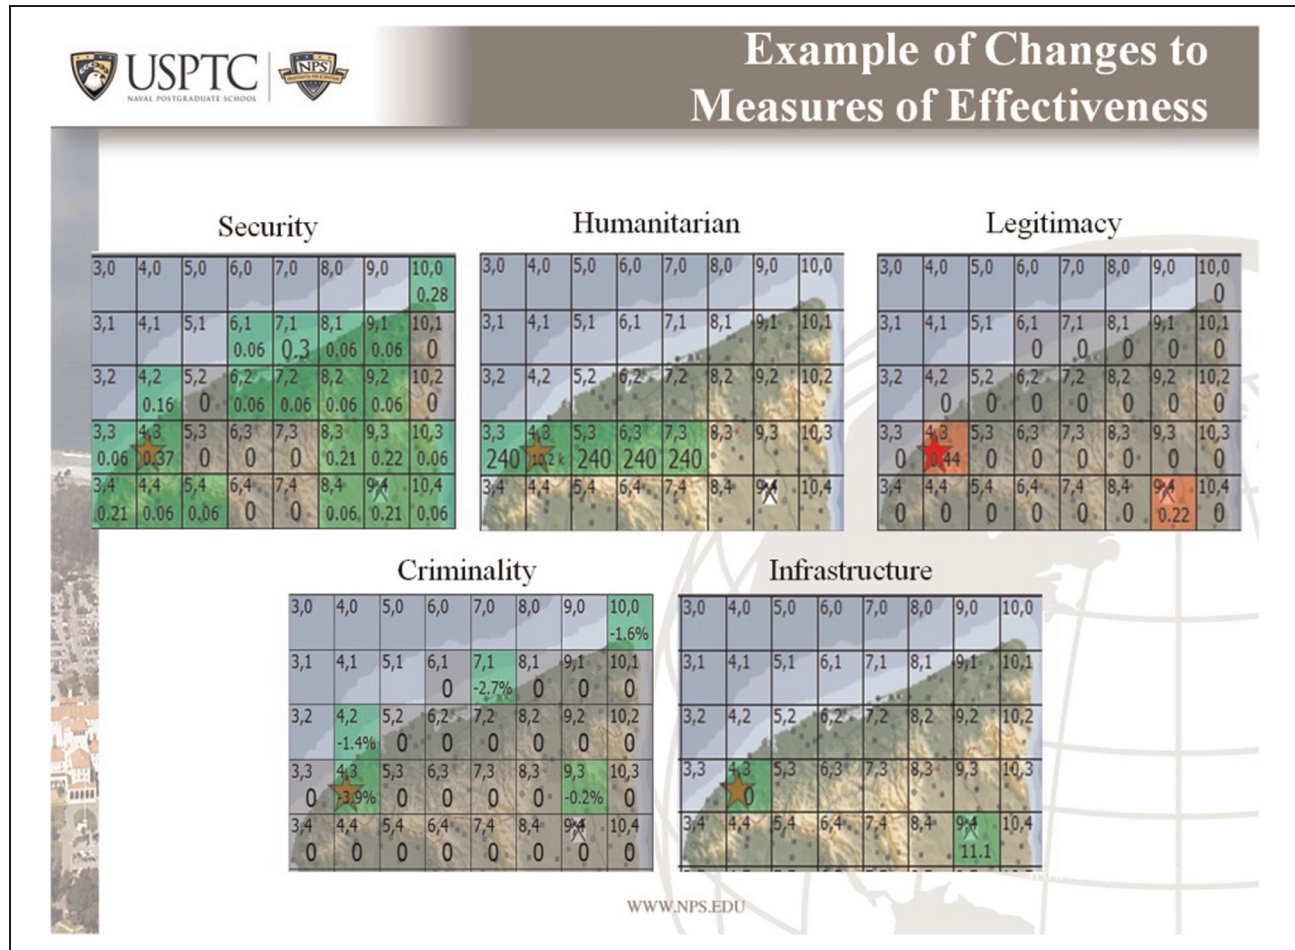 USPTC
NAVAL POSTGRADUATE SCHOOL
NPS
Example of Changes to
Measures of Effectiveness
Security
3,0 4,0 5,0 6,0 7,0 8,0 9,0 10,0
0.28
3,1 4,1 5,1 6,1 7,1 8,1 9,1 10,1
0.06 0.3 0.06 0.06 0
3,2 4,2 5,2 6,2 7,2 8,2 9,2 10,2
0.16 0 0.06 0.06 0.06 0.06 0
3,3 4,3 5,3 6,3 7,3 8,3 9,3 10,3
0.06 0.37 0 0 0 0.21 0.22 0.06
3,4 4,4 5,4 6,4 7,4 8,4 9,4 10,4
0.21 0.06 0.06 0 0 0.06 0.21 0.06
Humanitarian
3,0 4,0 5,0 6,0 7,0 8,0 9,0 10,0
3,1 4,1 5,1 6,1 7,1 8,1 9,1 10,1
3,2 4,2 5,2 6,2 7,2 8,2 9,2 10,2
3,3 4,3 5,3 6,3 7,3 8,3 9,3 10,3
240 10.2 k 240 240 240
3,4 4,4 5,4 6,4 7,4 8,4 9,4 10,4
Legitimacy
3,0 4,0 5,0 6,0 7,0 8,0 9,0 10,0
0
3,1 4,1 5,1 6,1 7,1 8,1 9,1 10,1
0 0 0 0 0
3,2 4,2 5,2 6,2 7,2 8,2 9,2 10,2
0 0 0 0 0 0 0
3,3 4,3 5,3 6,3 7,3 8,3 9,3 10,3
0 0.44 0 0 0 0 0 0
3,4 4,4 5,4 6,4 7,4 8,4 9,4 10,4
0 0 0 0 0 0 0.22 0
Criminality
3,0 4,0 5,0 6,0 7,0 8,0 9,0 10,0
-1.6%
3,1 4,1 5,1 6,1 7,1 8,1 9,1 10,1
0 -2.7% 0 0 0
3,2 4,2 5,2 6,2 7,2 8,2 9,2 10,2
-1.4% 0 0 0 0 0 0
3,3 4,3 5,3 6,3 7,3 8,3 9,3 10,3
0 -3.9% 0 0 0 0 -0.2% 0
3,4 4,4 5,4 6,4 7,4 8,4 9,4 10,4
0 0 0 0 0 0 0 0
Infrastructure
3,0 4,0 5,0 6,0 7,0 8,0 9,0 10,0
3,1 4,1 5,1 6,1 7,1 8,1 9,1 10,1
3,2 4,2 5,2 6,2 7,2 8,2 9,2 10,2
3,3 4,3 5,3 6,3 7,3 8,3 9,3 10,3
0
3,4 4,4 5,4 6,4 7,4 8,4 9,4 10,4
11.1
WWW.NPS.EDU